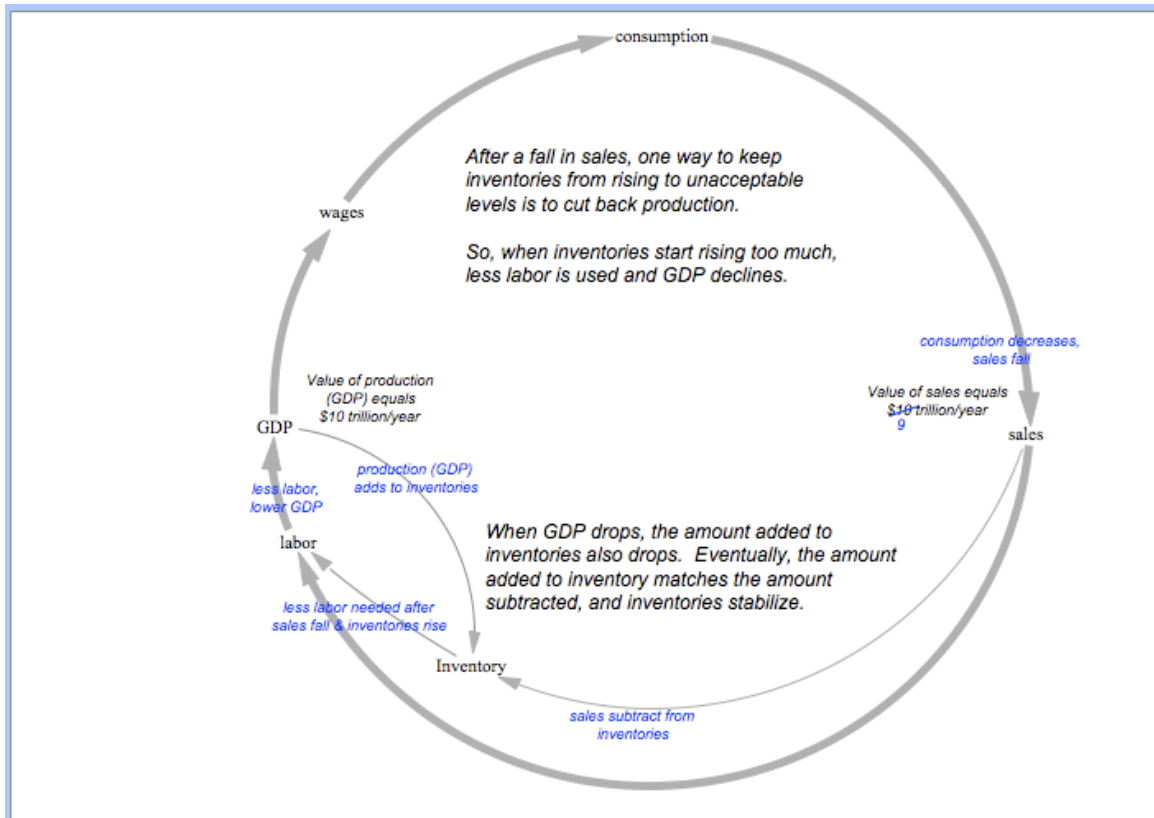 consumption
After a fall in sales, one way to keep
inventories from rising to unacceptable
levels is to cut back production.
So, when inventories start rising too much,
less labor is used and GDP declines.
wages
consumption decreases,
sales fall
Value of production
(GDP) equals
$10 trillion/year
Value of sales equals
$10 trillion/year
9
GDP
sales
production (GDP)
adds to inventories
less labor,
lower GDP
labor
When GDP drops, the amount added to
inventories also drops.  Eventually, the amount
added to inventory matches the amount
subtracted, and inventories stabilize.
less labor needed after
sales fall & inventories rise
Inventory
sales subtract from
inventories